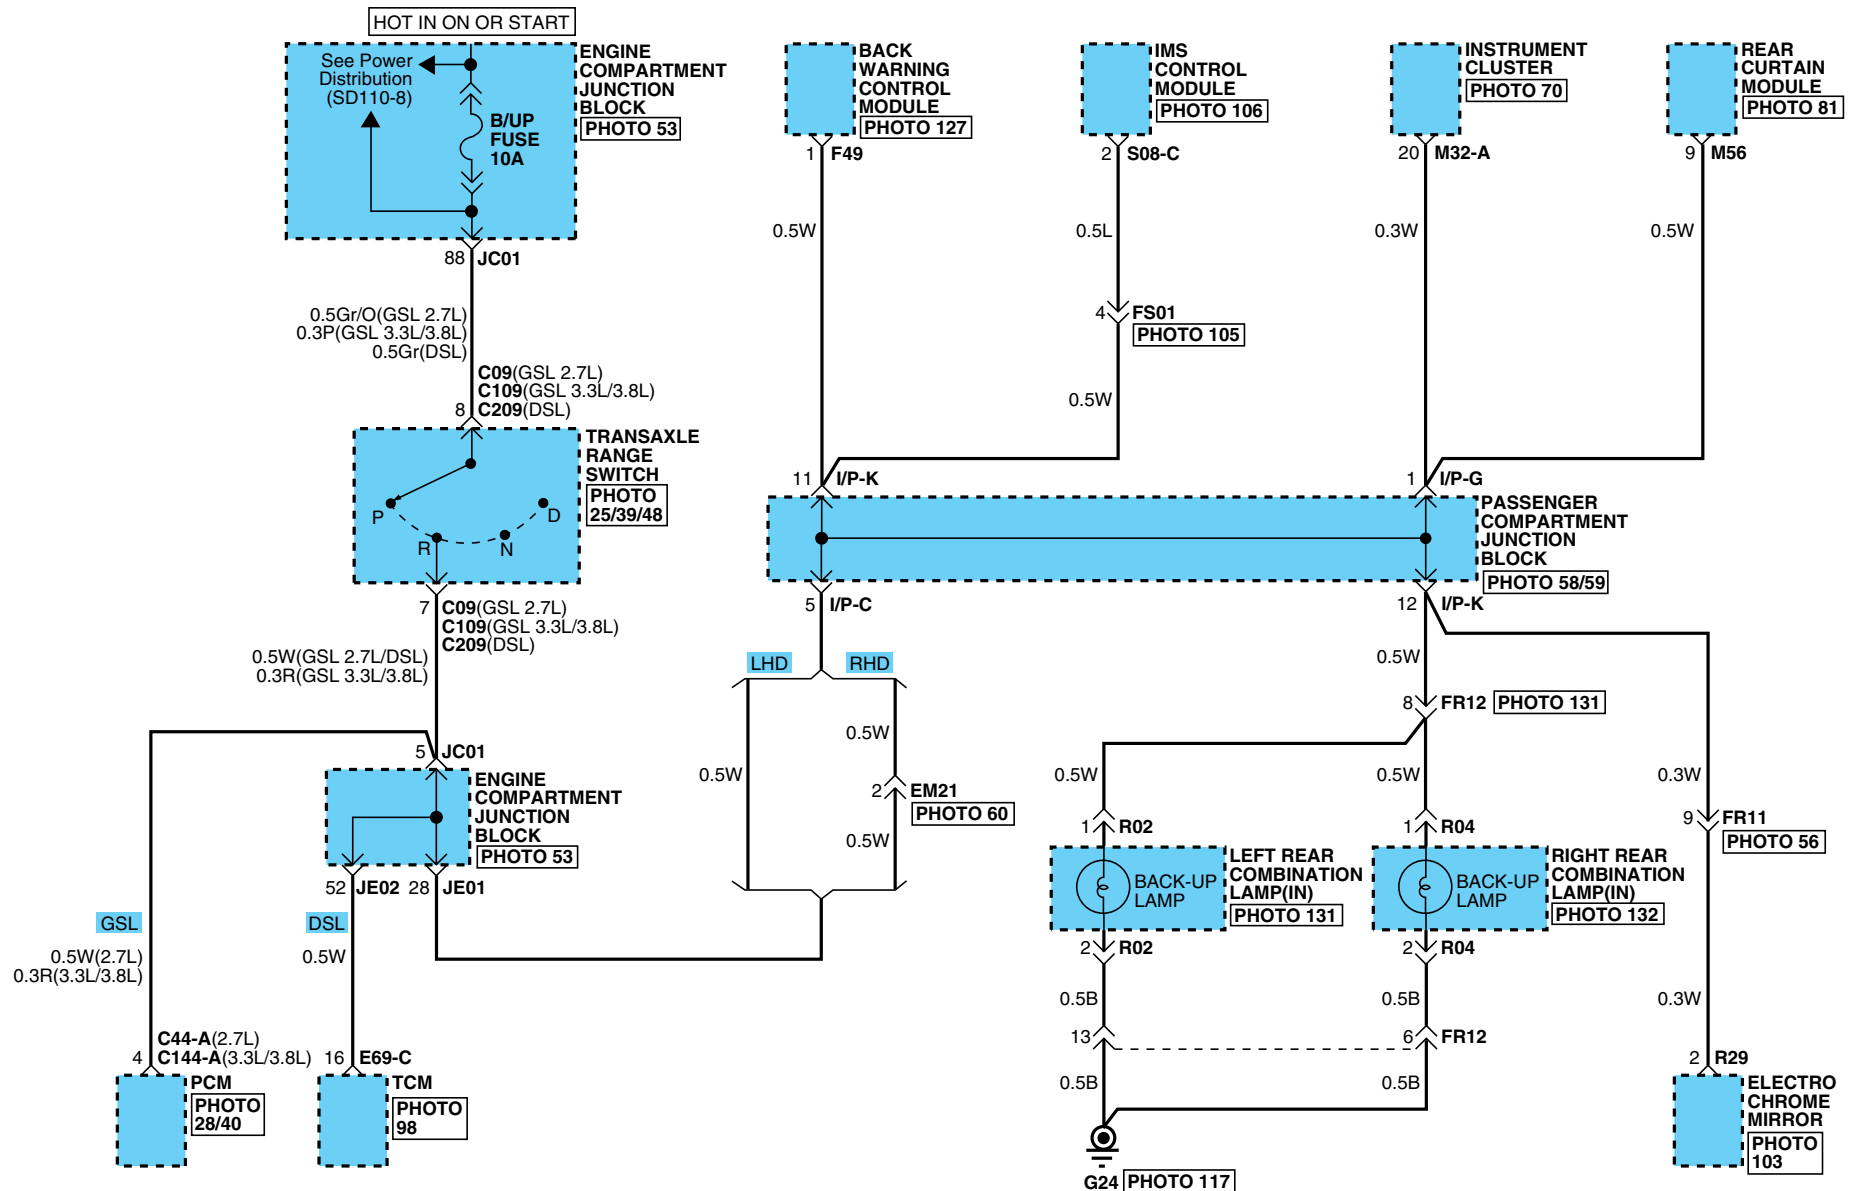 HOT IN ON OR START
See Power
Distribution
(SD110-8)
B/UP
FUSE
10A
ENGINE
COMPARTMENT
JUNCTION
BLOCK
PHOTO 53
88 JC01
0.5Gr/O(GSL 2.7L)
0.3P(GSL 3.3L/3.8L)
0.5Gr(DSL)
C09(GSL 2.7L)
C109(GSL 3.3L/3.8L)
8 C209(DSL)
TRANSAXLE
RANGE
SWITCH
PHOTO
25/39/48
P
R
N
D
7 C09(GSL 2.7L)
C109(GSL 3.3L/3.8L)
C209(DSL)
0.5W(GSL 2.7L/DSL)
0.3R(GSL 3.3L/3.8L)
5 JC01
ENGINE
COMPARTMENT
JUNCTION
BLOCK
PHOTO 53
52 JE02 28 JE01
GSL
0.5W(2.7L)
0.3R(3.3L/3.8L)
DSL
0.5W
C44-A(2.7L)
4 C144-A(3.3L/3.8L)
16 E69-C
PCM
PHOTO
28/40
TCM
PHOTO
98
BACK
WARNING
CONTROL
MODULE
PHOTO 127
1 F49
0.5W
IMS
CONTROL
MODULE
PHOTO 106
2 S08-C
0.5L
4 FS01
PHOTO 105
0.5W
INSTRUMENT
CLUSTER
PHOTO 70
20 M32-A
0.3W
REAR
CURTAIN
MODULE
PHOTO 81
9 M56
0.5W
11 I/P-K
1 I/P-G
PASSENGER
COMPARTMENT
JUNCTION
BLOCK
PHOTO 58/59
5 I/P-C
12 I/P-K
LHD
RHD
0.5W
0.5W
2 EM21
PHOTO 60
0.5W
0.5W
8 FR12 PHOTO 131
0.5W
0.5W
0.3W
9 FR11
PHOTO 56
1 R02
1 R04
BACK-UP
LAMP
LEFT REAR
COMBINATION
LAMP(IN)
PHOTO 131
BACK-UP
LAMP
RIGHT REAR
COMBINATION
LAMP(IN)
PHOTO 132
2 R02
2 R04
0.5B
0.5B
0.3W
13
6 FR12
0.5B
0.5B
2 R29
ELECTRO
CHROME
MIRROR
PHOTO
103
G24 PHOTO 117